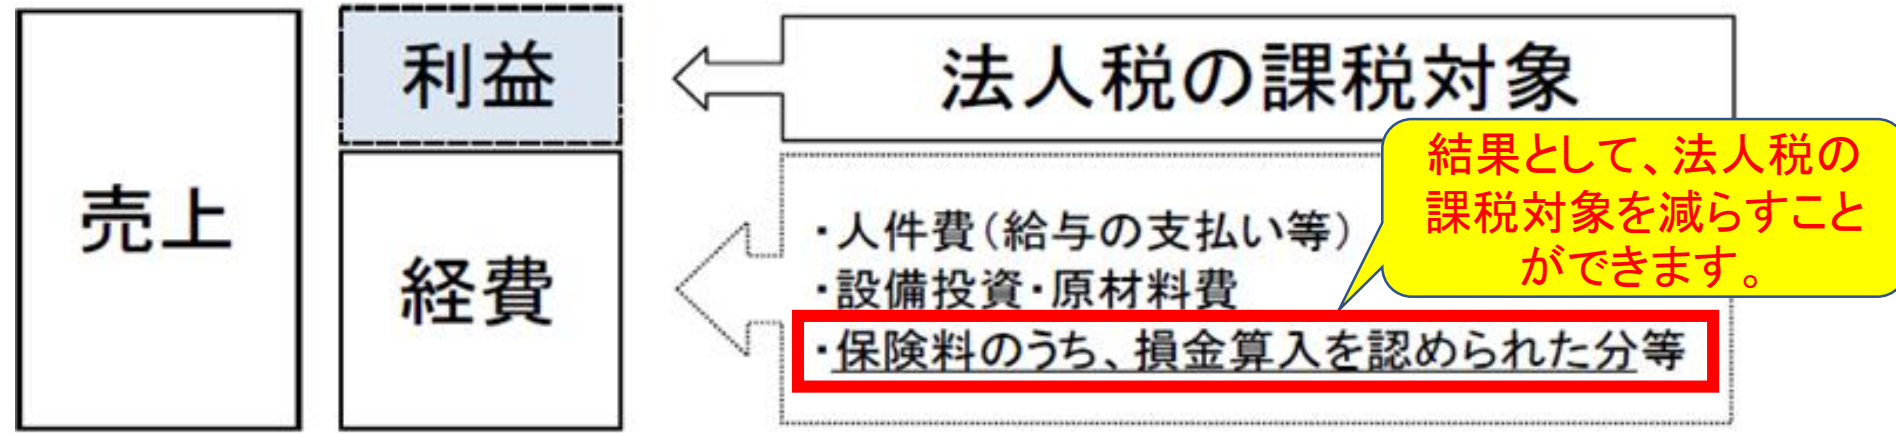 売上
利益
経費
法人税の課税対象
・人件費（給与の支払い等）
・設備投資・原材料費
・保険料のうち、損金算入を認められた分等
結果として、法人税の
課税対象を減らすこと
ができます。